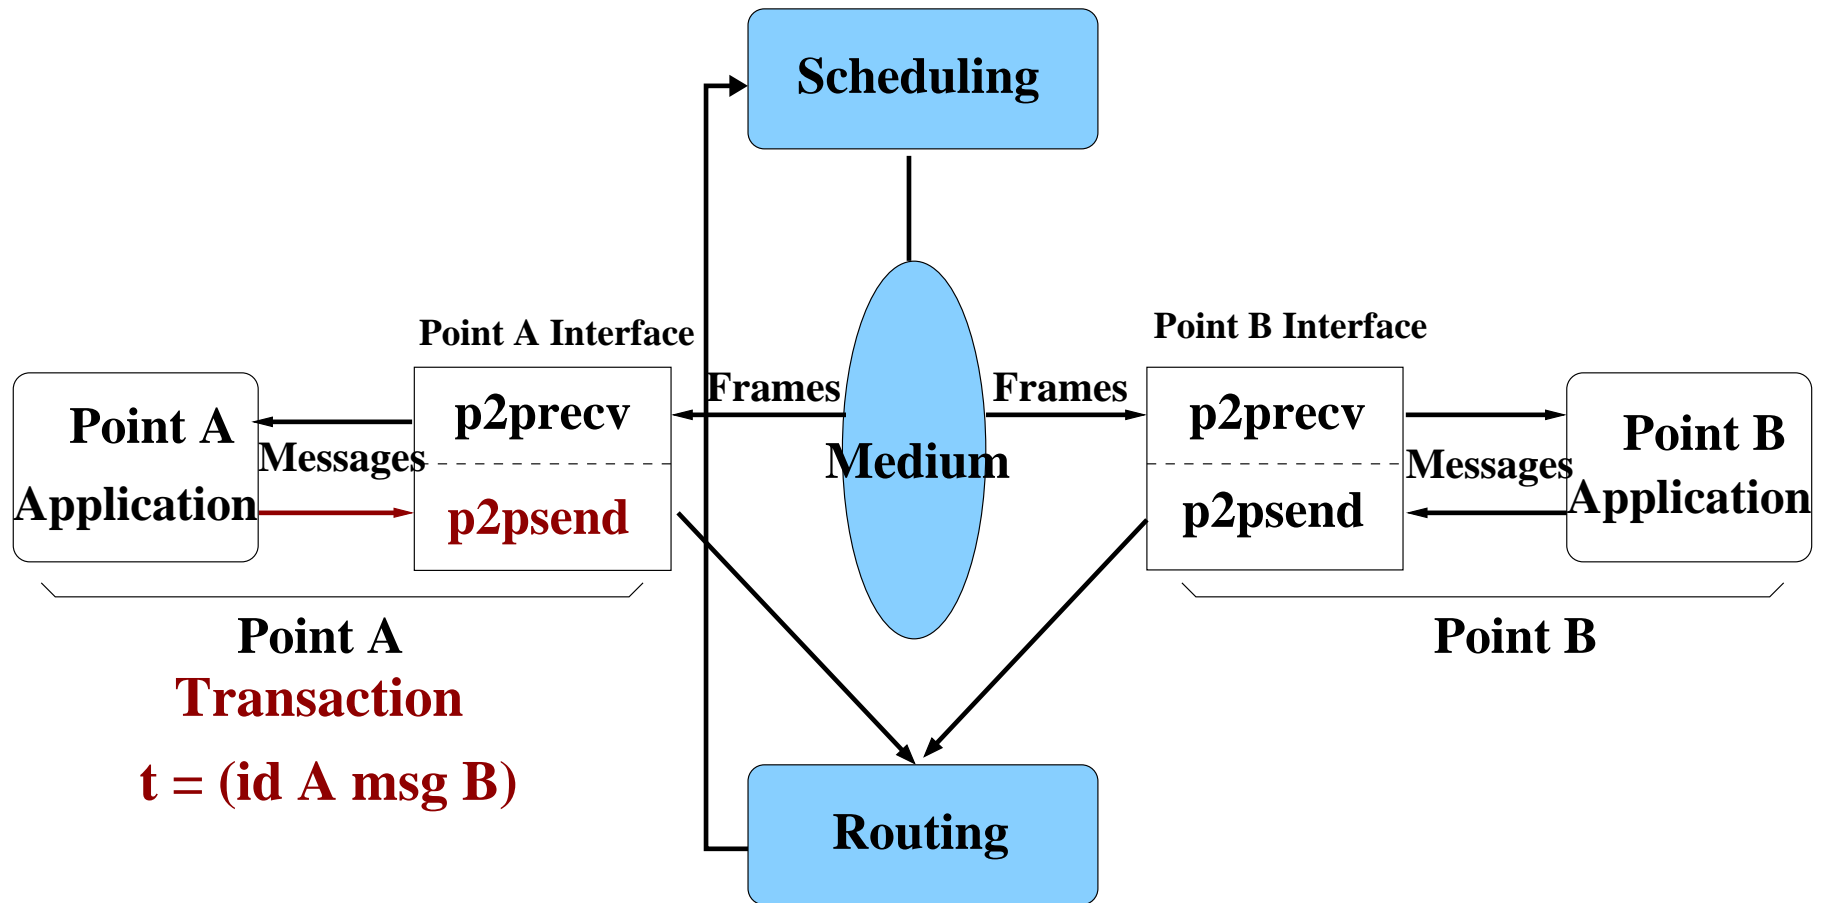 Scheduling
Point A Interface
Point B Interface
Frames
Frames
p2precv
p2precv
Point A
Application
Messages
Medium
Messages
Point B
Application
p2psend
p2psend
Point A
Point B
Transaction
t = (id A msg B)
Routing